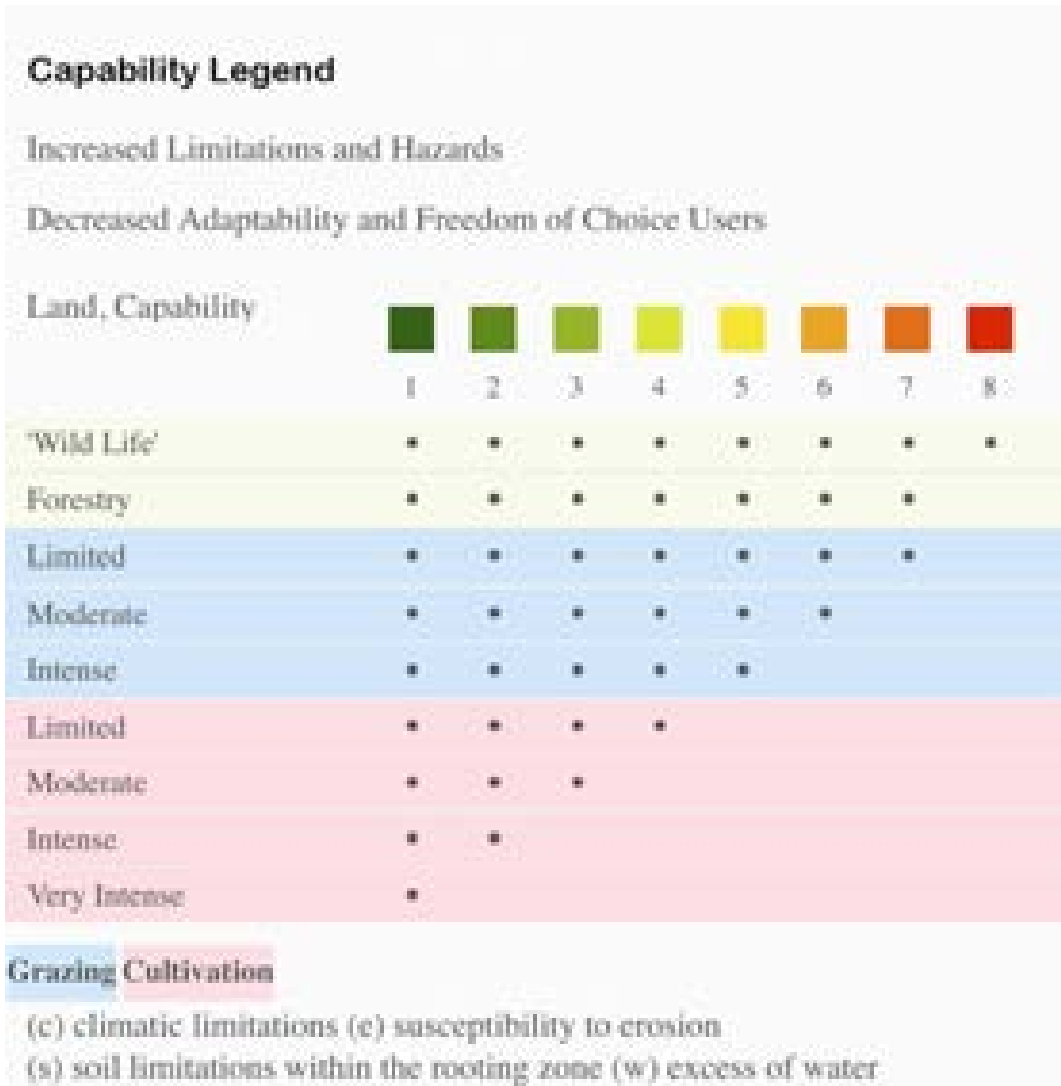 Capability Legend
Increased Limitations and Hazards
Decreased Adaptability and Freedom of Choice Users
Land, Capability
1 2 3 4 5 6 7 8
'Wild Life'
Forestry
Limited
Moderate
Intense
Limited
Moderate
Intense
Very Intense
Grazing Cultivation
(c) climatic limitations (e) susceptibility to erosion
(s) soil limitations within the rooting zone (w) excess of water